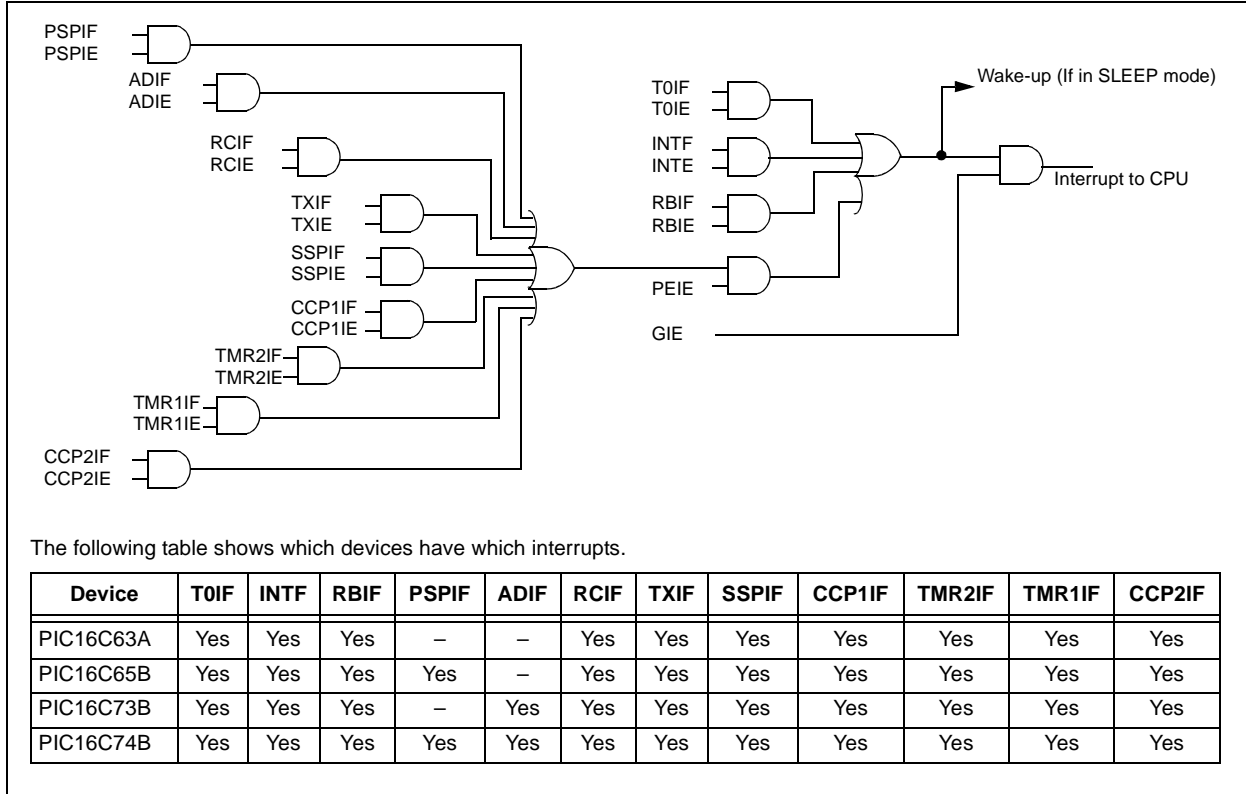 PSPIF
PSPIE
ADIF
ADIE
RCIF
RCIE
TXIF
TXIE
SSPIF
SSPIE
CCP1IF
CCP1IE
TMR2IF
TMR2IE
TMR1IF
TMR1IE
CCP2IF
CCP2IE
T0IF
T0IE
INTF
INTE
RBIF
RBIE
PEIE
GIE
Wake-up (If in SLEEP mode)
Interrupt to CPU
The following table shows which devices have which interrupts.
Device T0IF INTF RBIF PSPIF ADIF RCIF TXIF SSPIF CCP1IF TMR2IF TMR1IF CCP2IF
PIC16C63A Yes Yes Yes – – Yes Yes Yes Yes Yes Yes Yes
PIC16C65B Yes Yes Yes Yes – Yes Yes Yes Yes Yes Yes Yes
PIC16C73B Yes Yes Yes – Yes Yes Yes Yes Yes Yes Yes Yes
PIC16C74B Yes Yes Yes Yes Yes Yes Yes Yes Yes Yes Yes Yes